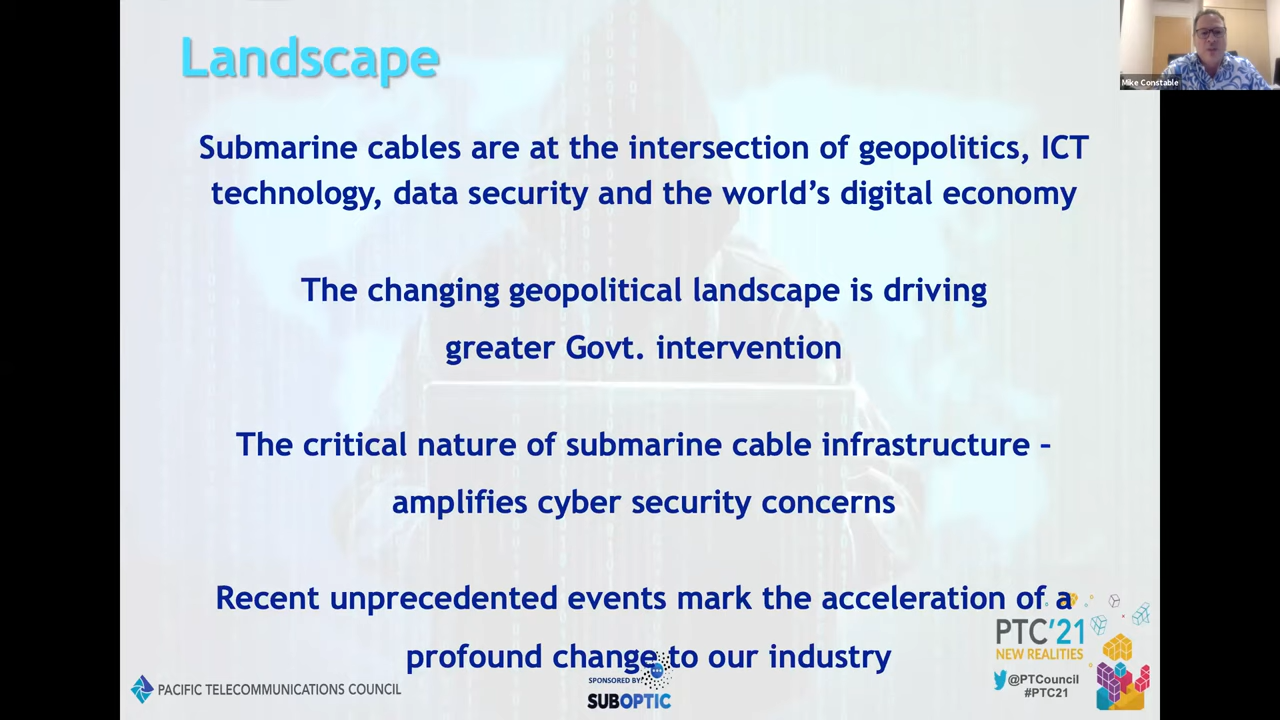 Landscape
Mike Constable
Submarine cables are at the intersection of geopolitics, ICT
technology, data security and the world's digital economy
The changing geopolitical landscape is driving
greater Govt. intervention
The critical nature of submarine cable infrastructure –
amplifies cyber security concerns
Recent unprecedented events mark the acceleration of a
profound change to our industry
PTC'21
NEW REALITIES
@PTCouncil
#PTC21
PACIFIC TELECOMMUNICATIONS COUNCIL
SPONSORED BY:
SUBOPTIC